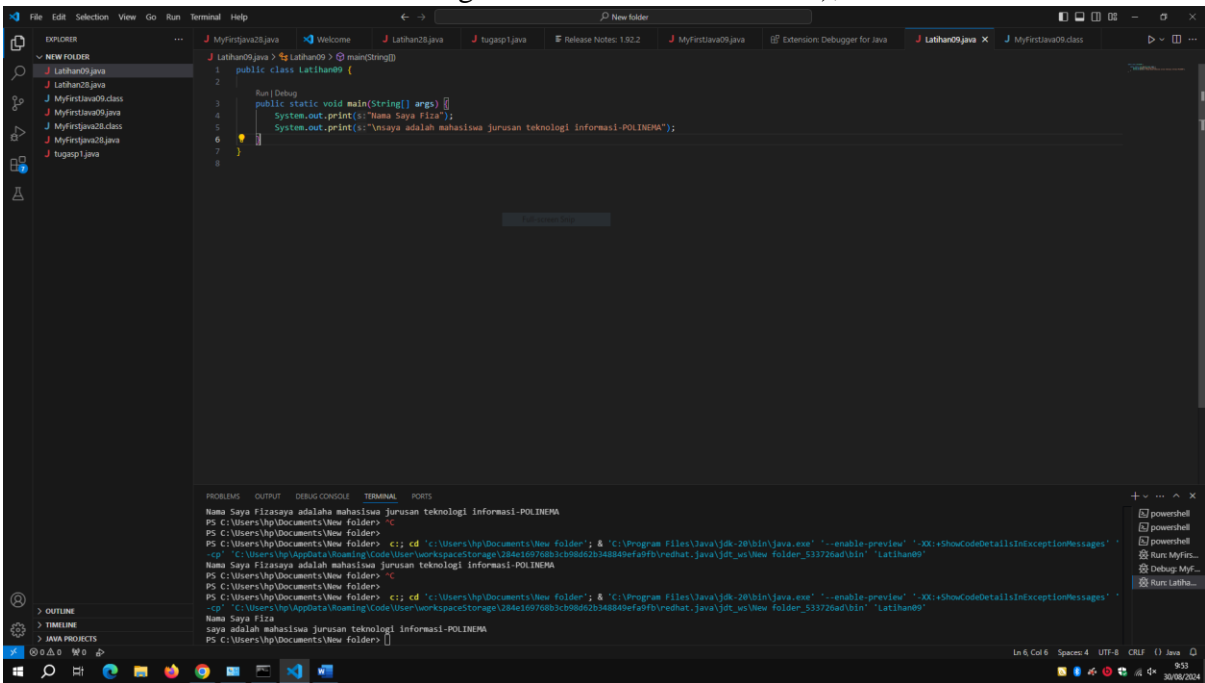 File Edit Selection View Go Run Terminal Help
New folder
EXPLORER
MyFirstjava28.java Welcome Latihan28.java tugasp1.java Release Notes: 1.92.2 MyFirstJava09.java Extension: Debugger for Java Latihan09.java MyFirstJava09.class
NEW FOLDER
Latihan09.java
Latihan28.java
MyFirstJava09.class
MyFirstJava09.java
MyFirstjava28.class
MyFirstjava28.java
tugasp1.java
Latihan09.java > Latihan09 > main(String[])
1 public class Latihan09 {
2
Run | Debug
3 public static void main(String[] args) {
4 System.out.print(s:"Nama Saya Fiza");
5 System.out.print(s:"\nsaya adalah mahasiswa jurusan teknologi informasi-POLINEMA");
6 }
7 }
8
PROBLEMS OUTPUT DEBUG CONSOLE TERMINAL PORTS
Nama Saya Fizasaya adalaha mahasiswa jurusan teknologi informasi-POLINEMA
PS C:\Users\hp\Documents\New folder> ^C
PS C:\Users\hp\Documents\New folder>
PS C:\Users\hp\Documents\New folder> c:; cd 'c:\Users\hp\Documents\New folder'; & 'C:\Program Files\Java\jdk-20\bin\java.exe' '--enable-preview' '-XX:+ShowCodeDetailsInExceptionMessages' '
-cp' 'C:\Users\hp\AppData\Roaming\Code\User\workspaceStorage\284e169768b3cb98d62b348849efa9fb\redhat.java\jdt_ws\New folder_533726ad\bin' 'Latihan09'
Nama Saya Fizasaya adalah mahasiswa jurusan teknologi informasi-POLINEMA
PS C:\Users\hp\Documents\New folder> ^C
PS C:\Users\hp\Documents\New folder>
PS C:\Users\hp\Documents\New folder> c:; cd 'c:\Users\hp\Documents\New folder'; & 'C:\Program Files\Java\jdk-20\bin\java.exe' '--enable-preview' '-XX:+ShowCodeDetailsInExceptionMessages' '
-cp' 'C:\Users\hp\AppData\Roaming\Code\User\workspaceStorage\284e169768b3cb98d62b348849efa9fb\redhat.java\jdt_ws\New folder_533726ad\bin' 'Latihan09'
Nama Saya Fiza
saya adalah mahasiswa jurusan teknologi informasi-POLINEMA
PS C:\Users\hp\Documents\New folder>
powershell
powershell
powershell
Run: MyFirs...
Debug: MyF...
Run: Latiha...
OUTLINE
TIMELINE
JAVA PROJECTS
0 0 0 Ln 6, Col 6 Spaces: 4 UTF-8 CRLF {} Java
9:53
30/08/2024